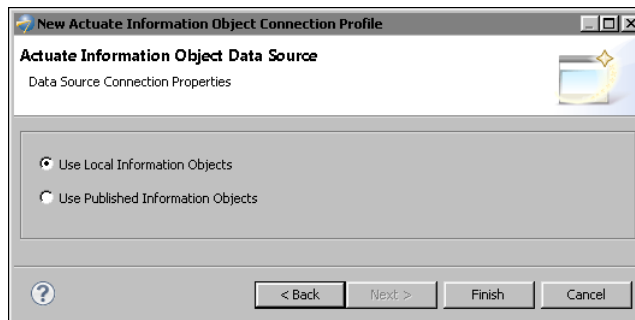 New Actuate Information Object Connection Profile
Actuate Information Object Data Source
Data Source Connection Properties
Use Local Information Objects
Use Published Information Objects
? < Back Next > Finish Cancel